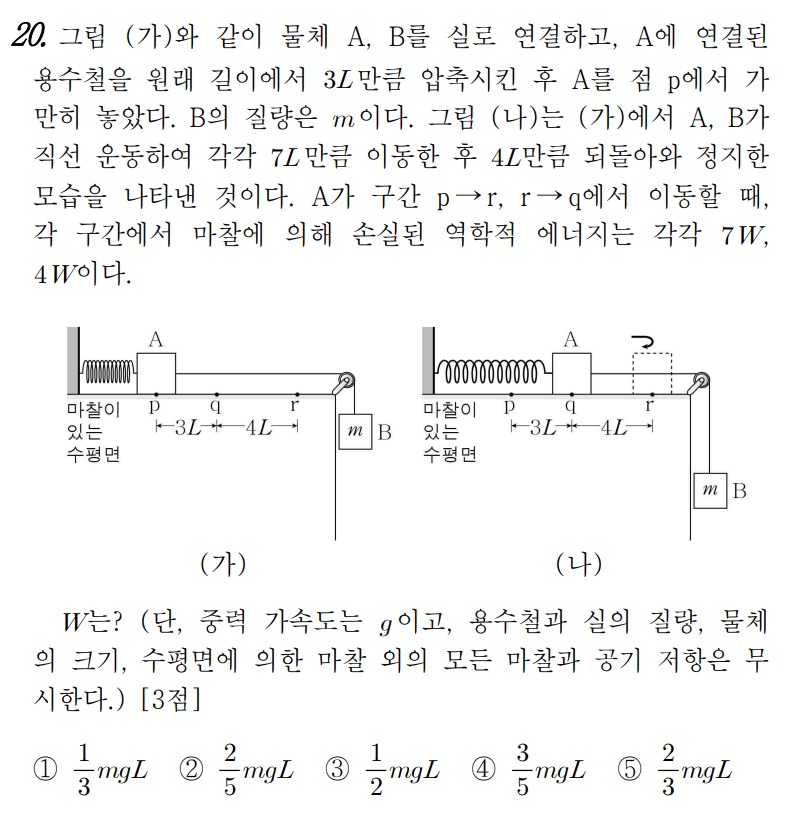 20. 그림 (가)와 같이 물체 A, B를 실로 연결하고, A에 연결된
용수철을 원래 길이에서 3L만큼 압축시킨 후 A를 점 p에서 가
만히 놓았다. B의 질량은 m이다. 그림 (나)는 (가)에서 A, B가
직선 운동하여 각각 7L만큼 이동한 후 4L만큼 되돌아와 정지한
모습을 나타낸 것이다. A가 구간 p→r, r→q에서 이동할 때,
각 구간에서 마찰에 의해 손실된 역학적 에너지는 각각 7W,
4W이다.
A
p
q
r
마찰이
있는
수평면
3L
4L
m
B
(가)
A
p
q
r
마찰이
있는
수평면
3L
4L
m
B
(나)
W는? (단, 중력 가속도는 g이고, 용수철과 실의 질량, 물체
의 크기, 수평면에 의한 마찰 외의 모든 마찰과 공기 저항은 무
시한다.) [3점]
① 1/3 mgL ② 2/5 mgL ③ 1/2 mgL ④ 3/5 mgL ⑤ 2/3 mgL